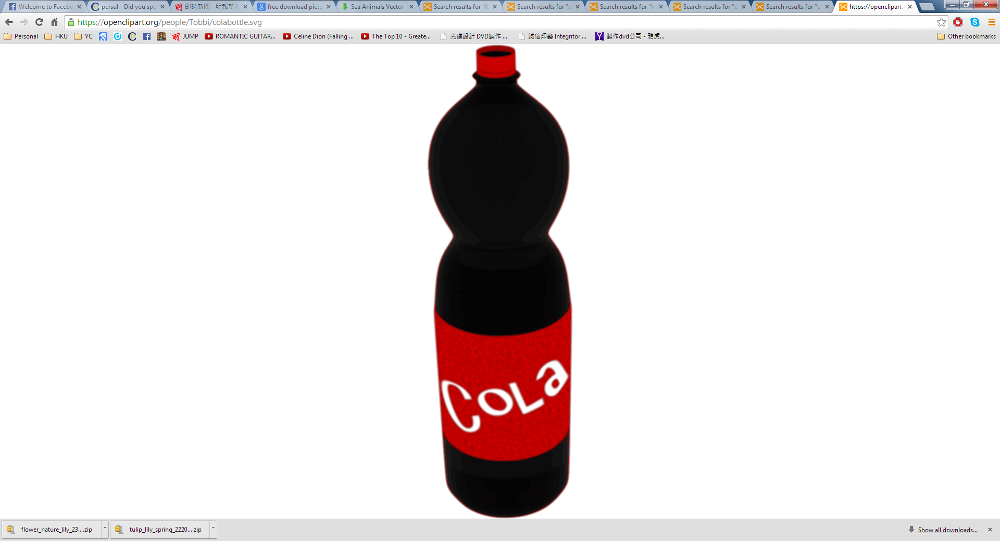 Welcome to Facebo
persul - Did you spe
即時新聞 - 明報新聞
free download pictu
Sea Animals Vector
Search results for "fi
Search results for "d
Search results for "h
Search results for "c
Search results for "c
https://openclipart.
https://openclipart.org/people/Tobbi/colabottle.svg
Personal
HKU
YC
JUMP
ROMANTIC GUITAR...
Celine Dion (Falling ...
The Top 10 - Greate...
光碟設計 DVD製作 ...
誠信印藝 Integritor ...
製作dvd公司 - 雅虎...
Other bookmarks
CoLa
flower_nature_lily_23....zip
tulip_lily_spring_2220....zip
Show all downloads...